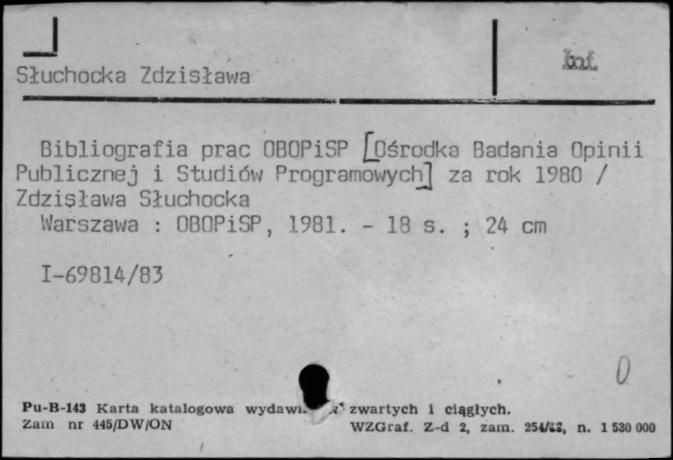 Inf.
Słuchocka Zdzisława
Bibliografia prac OBOPiSP [Ośrodka Badania Opinii
Publicznej i Studiów Programowych] za rok 1980 /
Zdzisława Słuchocka
Warszawa : OBOPiSP, 1981. - 18 s. ; 24 cm
I-69814/83
0
Pu-B-143 Karta katalogowa zwartych i ciągłych.
Zam nr 445/DW/ON WZGraf. Z-d 2, zam. n. 1 530 000